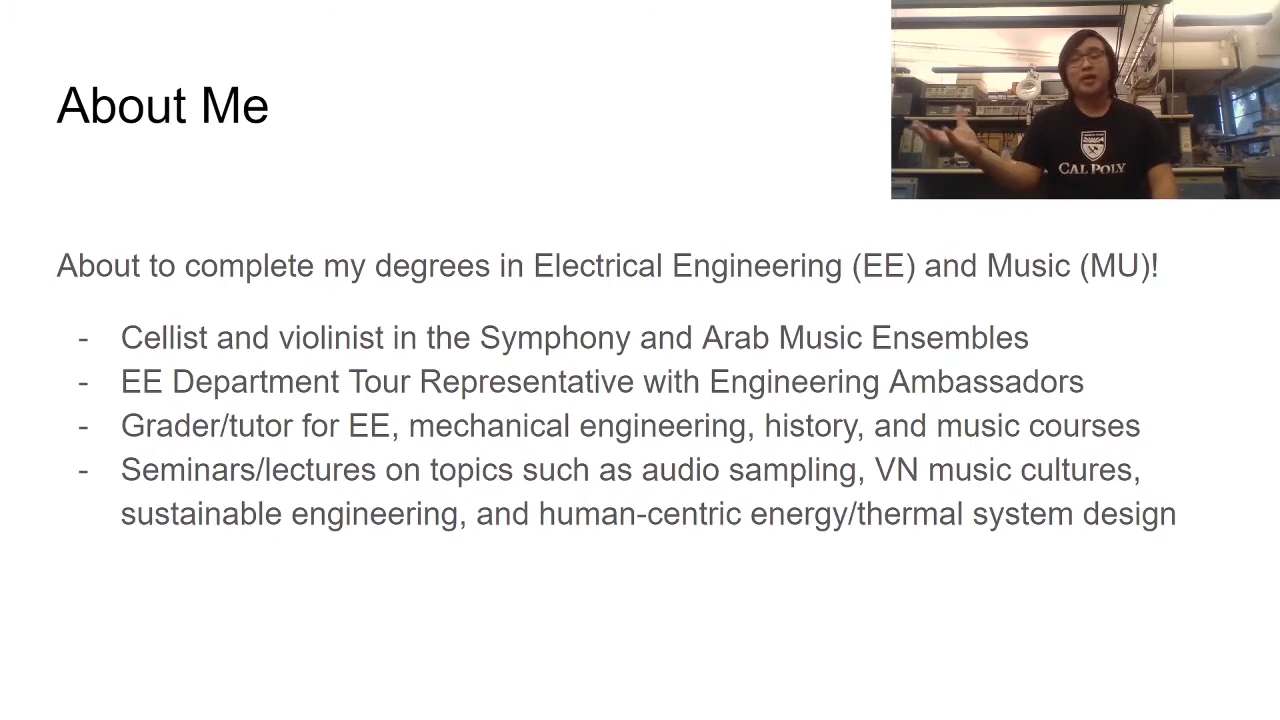 About Me
CAL POLY
About to complete my degrees in Electrical Engineering (EE) and Music (MU)!
- Cellist and violinist in the Symphony and Arab Music Ensembles
- EE Department Tour Representative with Engineering Ambassadors
- Grader/tutor for EE, mechanical engineering, history, and music courses
- Seminars/lectures on topics such as audio sampling, VN music cultures,
sustainable engineering, and human-centric energy/thermal system design